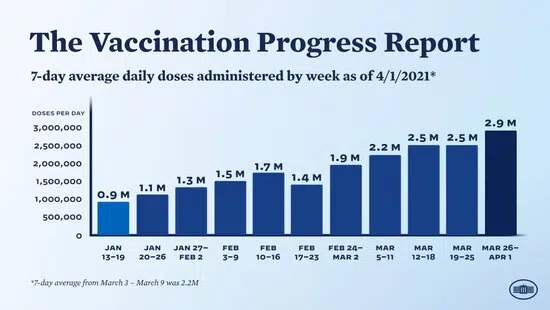 The Vaccination Progress Report
7-day average daily doses administered by week as of 4/1/2021*
DOSES PER DAY
3,000,000
2,500,000
2,000,000
1,500,000
1,000,000
500,000
0
0.9 M
1.1 M
1.3 M
1.5 M
1.7 M
1.4 M
1.9 M
2.2 M
2.5 M
2.5 M
2.9 M
JAN
13–19
JAN
20–26
JAN 27–
FEB 2
FEB
3–9
FEB
10–16
FEB
17–23
FEB 24–
MAR 2
MAR
5–11
MAR
12–18
MAR
19–25
MAR 26–
APR 1
*7-day average from March 3 – March 9 was 2.2M